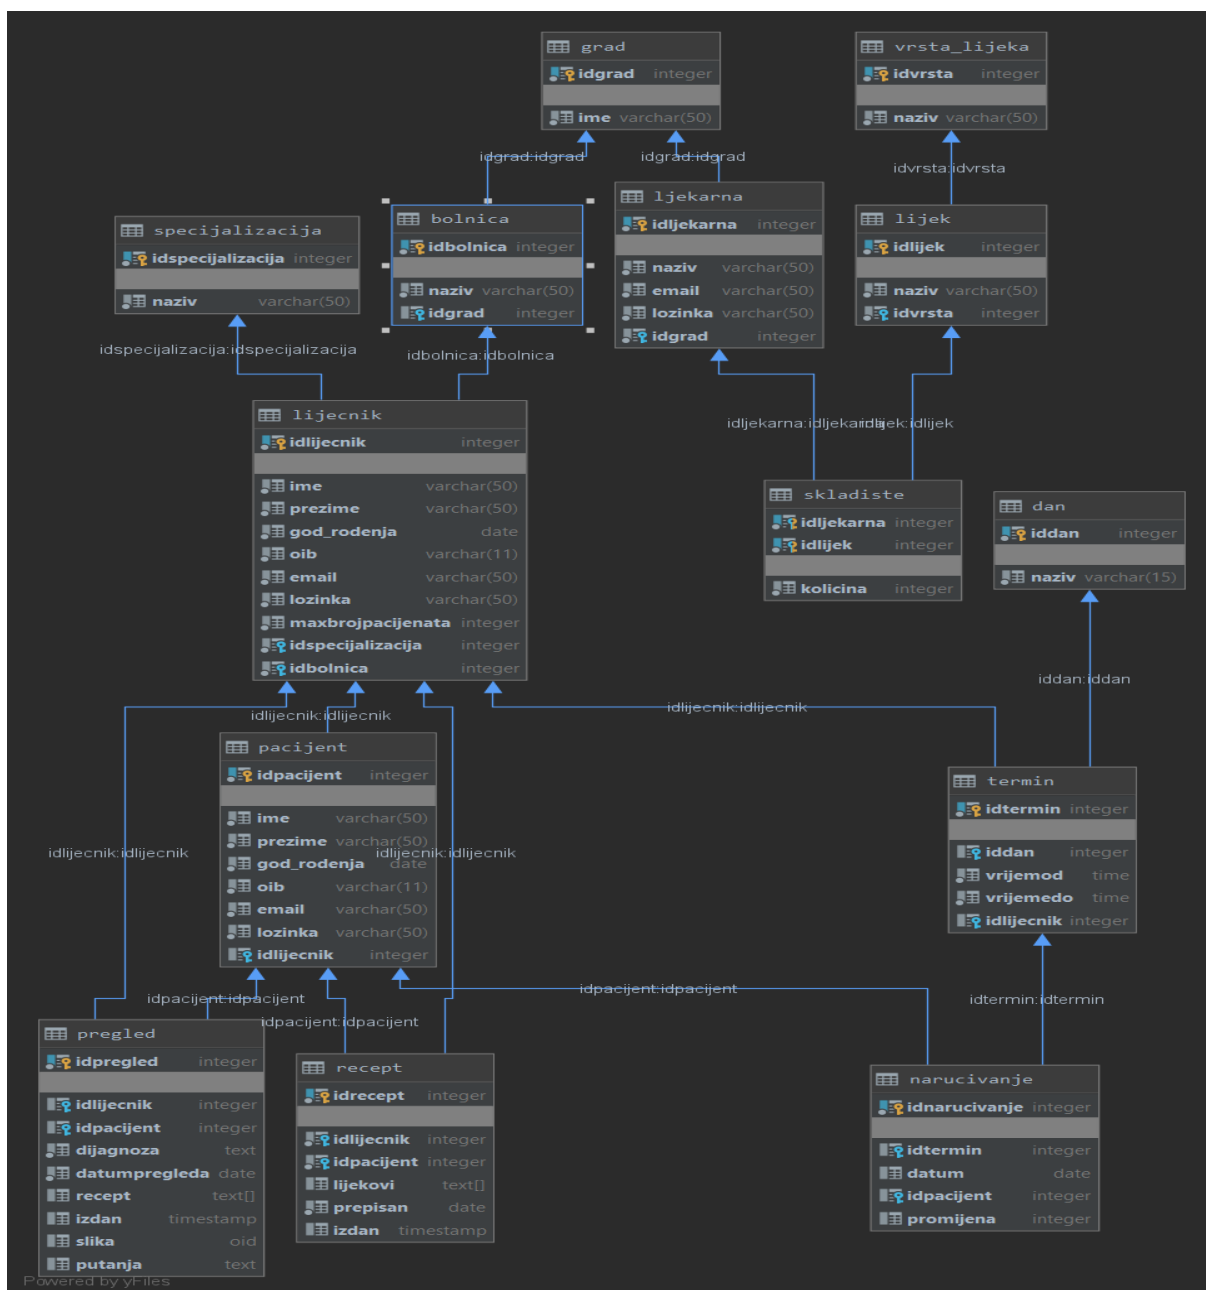 grad
idgrad integer
ime varchar(50)
vrsta_lijeka
idvrsta integer
naziv varchar(50)
idgrad:idgrad
idgrad:idgrad
idvrsta:idvrsta
specijalizacija
idspecijalizacija integer
naziv varchar(50)
bolnica
idbolnica integer
naziv varchar(50)
idgrad integer
ljekarna
idljekarna integer
naziv varchar(50)
email varchar(50)
lozinka varchar(50)
idgrad integer
lijek
idlijek integer
naziv varchar(50)
idvrsta integer
idspecijalizacija:idspecijalizacija
idbolnica:idbolnica
idljekarna:idljekarna
idlijek:idlijek
lijecnik
idlijecnik integer
ime varchar(50)
prezime varchar(50)
god_rodenja date
oib varchar(11)
email varchar(50)
lozinka varchar(50)
maxbrojpacijenata integer
idspecijalizacija integer
idbolnica integer
skladiste
idljekarna integer
idlijek integer
kolicina integer
dan
iddan integer
naziv varchar(15)
iddan:iddan
idlijecnik:idlijecnik
idlijecnik:idlijecnik
pacijent
idpacijent integer
ime varchar(50)
prezime varchar(50)
god_rodenja date
oib varchar(11)
email varchar(50)
lozinka varchar(50)
idlijecnik integer
idlijecnik:idlijecnik
idlijecnik:idlijecnik
termin
idtermin integer
iddan integer
vrijemod time
vrijemedo time
idlijecnik integer
idpacijent:idpacijent
idpacijent:idpacijent
idpacijent:idpacijent
idtermin:idtermin
pregled
idpregled integer
idlijecnik integer
idpacijent integer
dijagnoza text
datumpregleda date
recept text[]
izdan timestamp
slika oid
putanja text
recept
idrecept integer
idlijecnik integer
idpacijent integer
lijekovi text[]
prepisan date
izdan timestamp
narucivanje
idnarucivanje integer
idtermin integer
datum date
idpacijent integer
promijena integer
Powered by yFiles